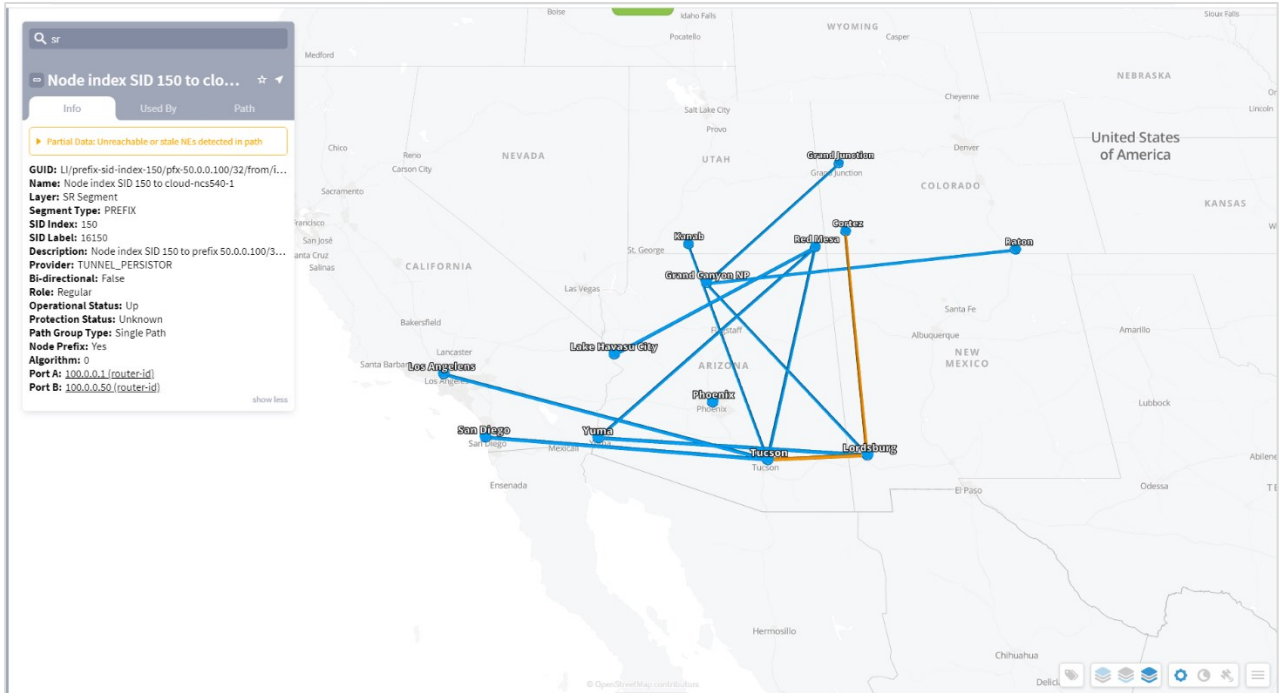 sr
Node index SID 150 to clo...
Info
Used By
Path
Partial Data: Unreachable or stale NEs detected in path
GUID: LI/prefix-sid-index-150/pfx-50.0.0.100/32/from/i...
Name: Node index SID 150 to cloud-ncs540-1
Layer: SR Segment
Segment Type: PREFIX
SID Index: 150
SID Label: 16150
Description: Node index SID 150 to prefix 50.0.0.100/3...
Provider: TUNNEL_PERSISTOR
Bi-directional: False
Role: Regular
Operational Status: Up
Protection Status: Unknown
Path Group Type: Single Path
Node Prefix: Yes
Algorithm: 0
Port A: 100.0.0.1 (router-id)
Port B: 100.0.0.50 (router-id)
show less
Boise
Idaho Falls
Sioux Falls
Pocatello
WYOMING
Casper
Medford
NEBRASKA
Cheyenne
Salt Lake City
Lincoln
Provo
United States
of America
Chico
Reno
Carson City
NEVADA
UTAH
Grand Junction
Grand Junction
Denver
COLORADO
Sacramento
KANSAS
rancisco
San José
anta Cruz
Salinas
CALIFORNIA
St. George
Kanab
Cortez
Red Mesa
Raton
Grand Canyon NP
Las Vegas
Santa Fe
Bakersfield
Flagstaff
Albuquerque
Amarillo
Lancaster
Lake Havasu City
NEW
MEXICO
Santa Barbar
Los Angelens
Los Angeles
ARIZONA
Phoenix
Phoenix
Lubbock
San Diego
San Diego
Yuma
Mexicali
Tucson
Tucson
Lordsburg
Abilene
Ensenada
El Paso
Odessa
TE
Hermosillo
Chihuahua
Delicia
© OpenStreetMap contributors